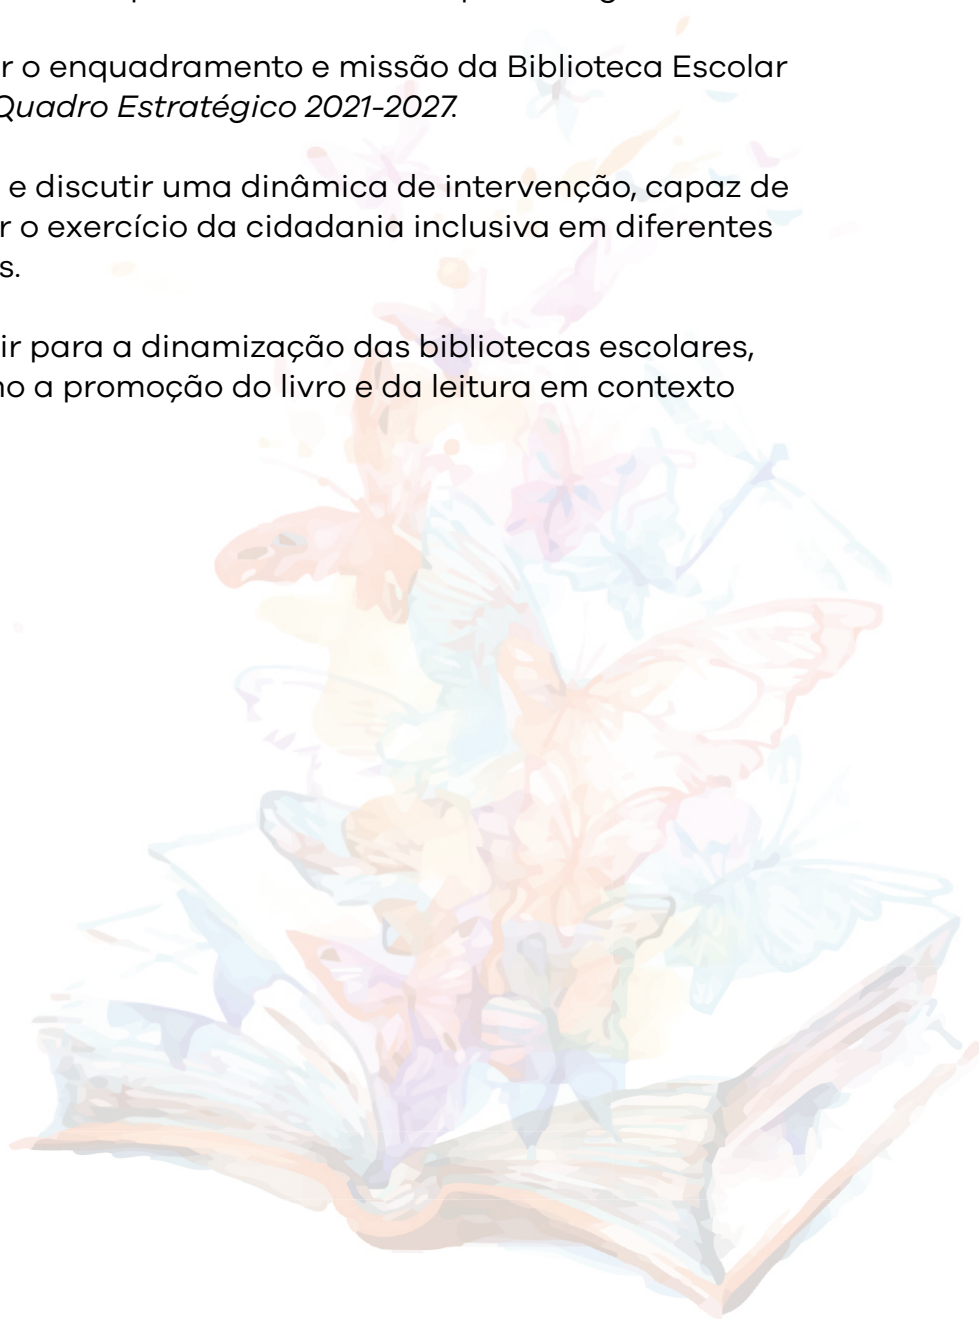 r o enquadramento e missão da Biblioteca Escolar
Quadro Estratégico 2021-2027.
e discutir uma dinâmica de intervenção, capaz de
r o exercício da cidadania inclusiva em diferentes
s.
ir para a dinamização das bibliotecas escolares,
no a promoção do livro e da leitura em contexto